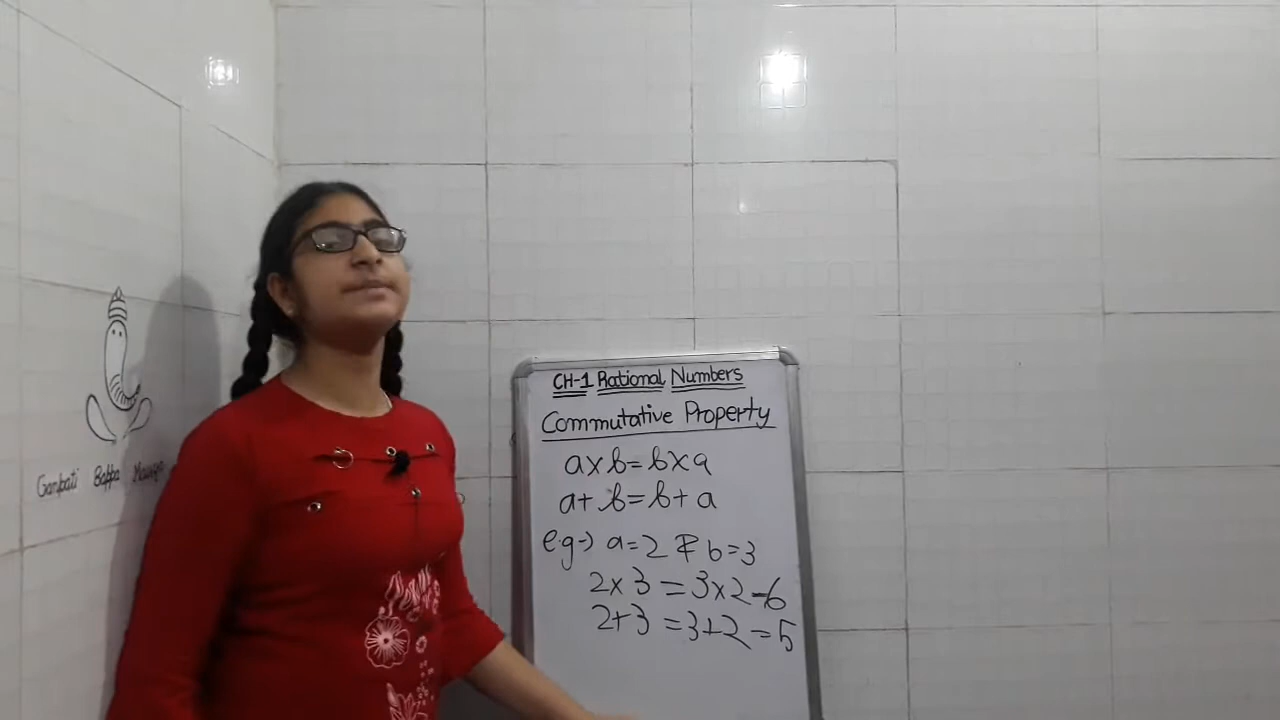 CH-1 Rational Numbers
Commutative Property
a×b=b×a
a+b=b+a
e.g→ a=2 & b=3
2×3=3×2=6
2+3=3+2=5
Ganpati Bappa